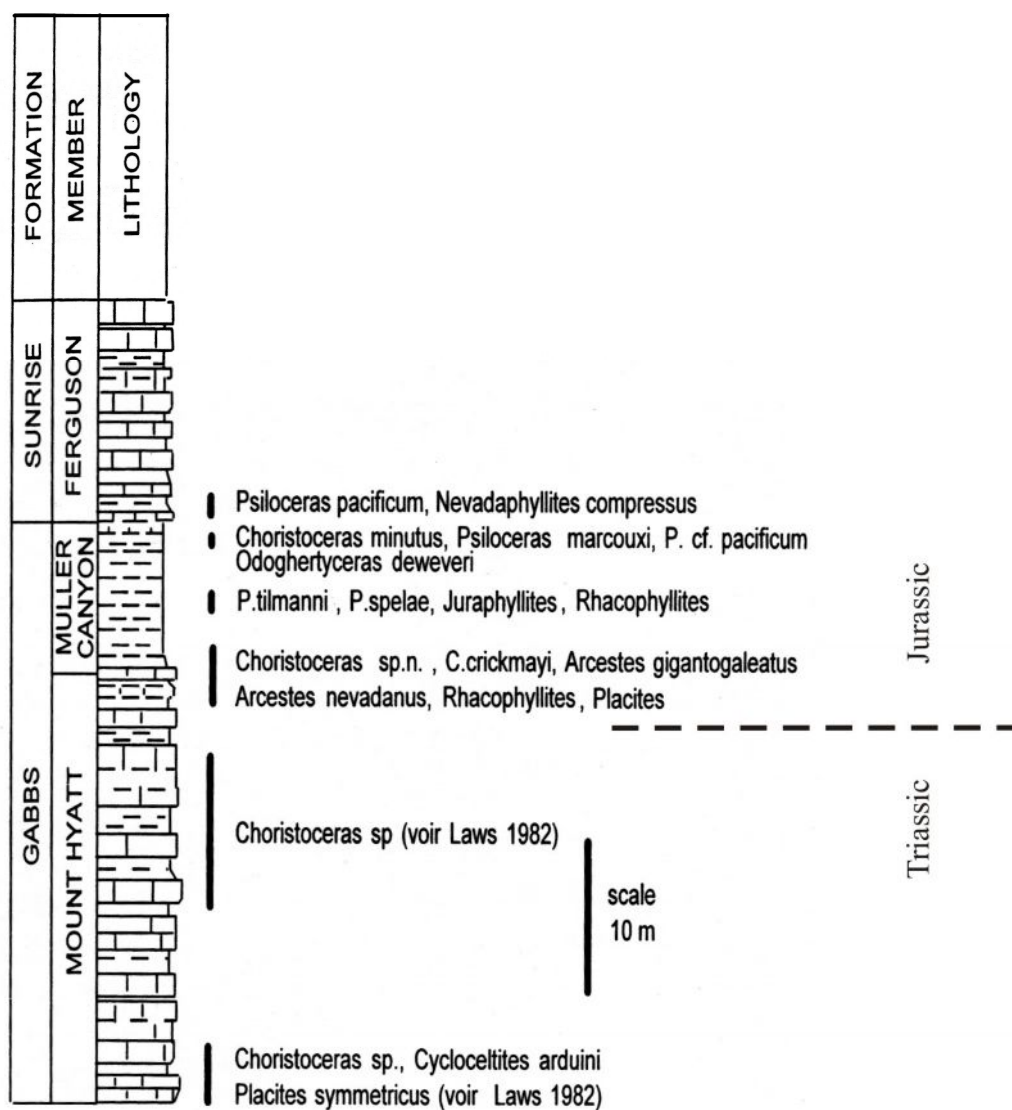 FORMATION
MEMBER
LITHOLOGY
SUNRISE
FERGUSON
Psiloceras pacificum, Nevadaphyllites compressus
MULLER
CANYON
Choristoceras minutus, Psiloceras marcouxi, P. cf. pacificum
Odoghertyceras deweveri
P.tilmanni , P.spelae, Juraphyllites, Rhacophyllites
Choristoceras sp.n. , C.crickmayi, Arcestes gigantogaleatus
Arcestes nevadanus, Rhacophyllites, Placites
Jurassic
GABBS
MOUNT HYATT
Choristoceras sp (voir Laws 1982)
Triassic
scale
10 m
Choristoceras sp., Cycloceltites arduini
Placites symmetricus (voir Laws 1982)